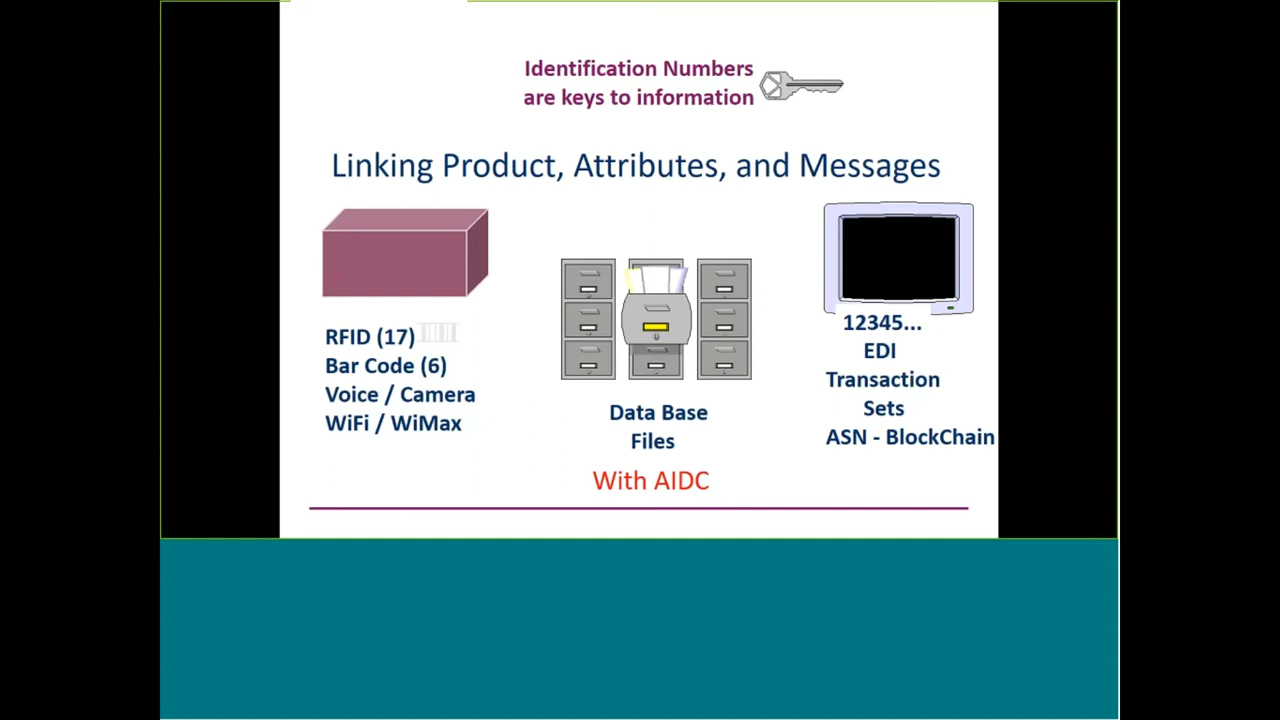 Identification Numbers
are keys to information
Linking Product, Attributes, and Messages
RFID (17)
Bar Code (6)
Voice / Camera
WiFi / WiMax
Data Base
Files
12345...
EDI
Transaction
Sets
ASN - BlockChain
With AIDC